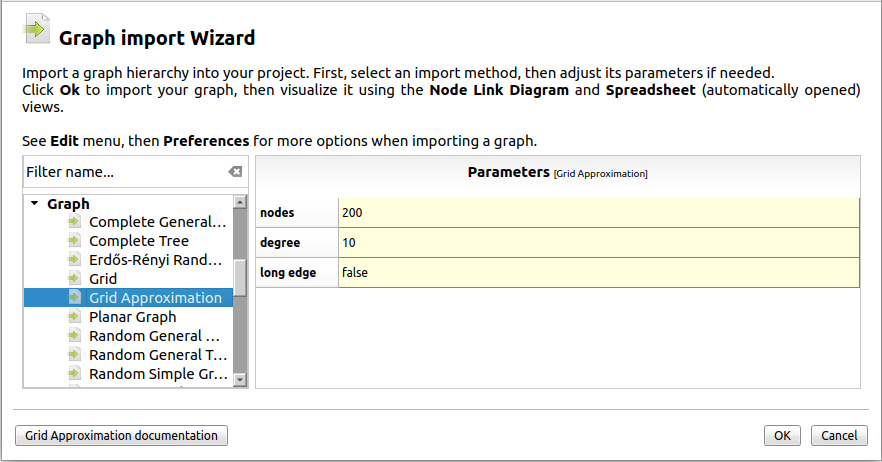 Graph import Wizard
Import a graph hierarchy into your project. First, select an import method, then adjust its parameters if needed.
Click Ok to import your graph, then visualize it using the Node Link Diagram and Spreadsheet (automatically opened)
views.
See Edit menu, then Preferences for more options when importing a graph.
Filter name...
Parameters [Grid Approximation]
Graph
Complete General...
Complete Tree
Erdős-Rényi Rand...
Grid
Grid Approximation
Planar Graph
Random General ...
Random General T...
Random Simple Gr...
nodes 200
degree 10
long edge false
Grid Approximation documentation
OK
Cancel